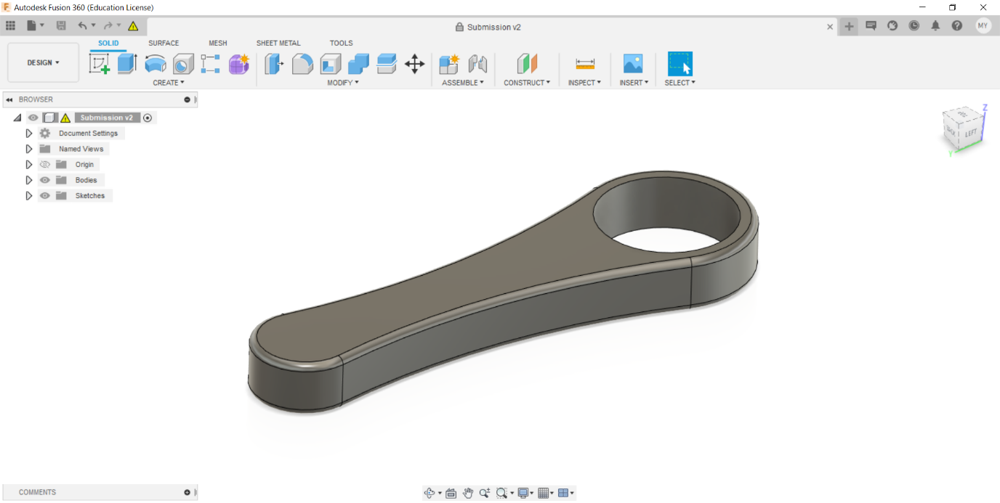 Autodesk Fusion 360 (Education License)
Submission v2
MY
SOLID SURFACE MESH SHEET METAL TOOLS
DESIGN
CREATE MODIFY ASSEMBLE CONSTRUCT INSPECT INSERT SELECT
BROWSER
Submission v2
Document Settings
Named Views
Origin
Bodies
Sketches
Z
LEFT
Y
COMMENTS